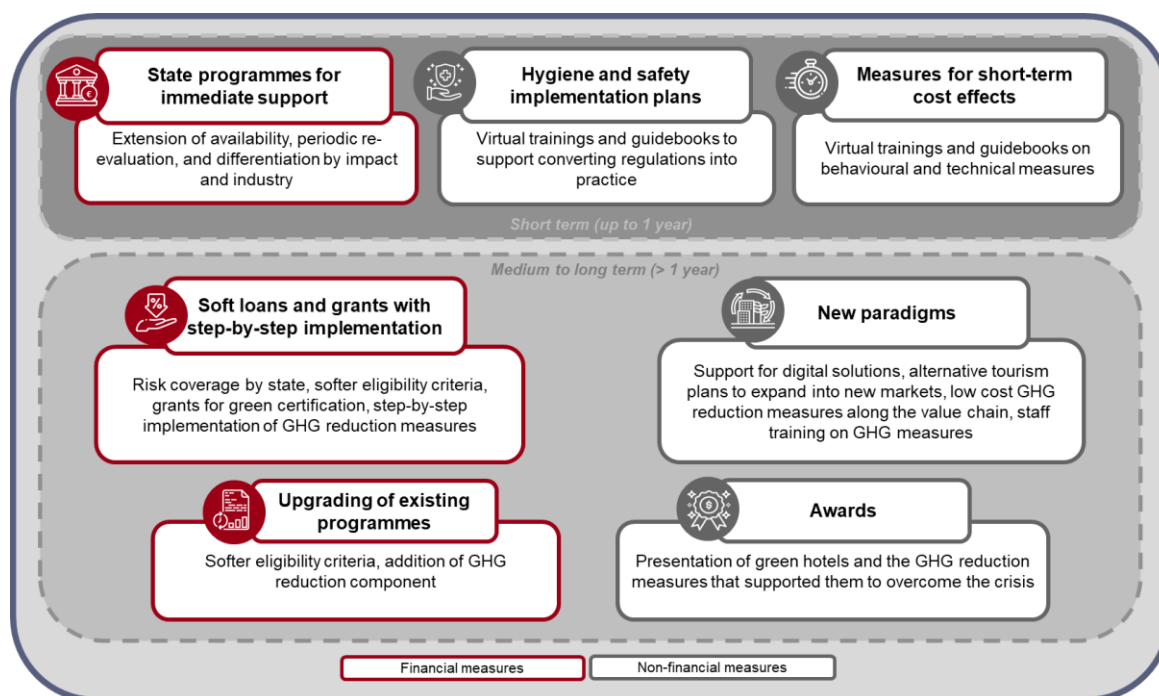 State programmes for
immediate support
Extension of availability, periodic re-
evaluation, and differentiation by impact
and industry
Hygiene and safety
implementation plans
Virtual trainings and guidebooks to
support converting regulations into
practice
Measures for short-term
cost effects
Virtual trainings and guidebooks on
behavioural and technical measures
Short term (up to 1 year)
Medium to long term (> 1 year)
Soft loans and grants with
step-by-step implementation
Risk coverage by state, softer eligibility criteria,
grants for green certification, step-by-step
implementation of GHG reduction measures
New paradigms
Support for digital solutions, alternative tourism
plans to expand into new markets, low cost GHG
reduction measures along the value chain, staff
training on GHG measures
Upgrading of existing
programmes
Softer eligibility criteria, addition of GHG
reduction component
Awards
Presentation of green hotels and the GHG reduction
measures that supported them to overcome the crisis
Financial measures
Non-financial measures